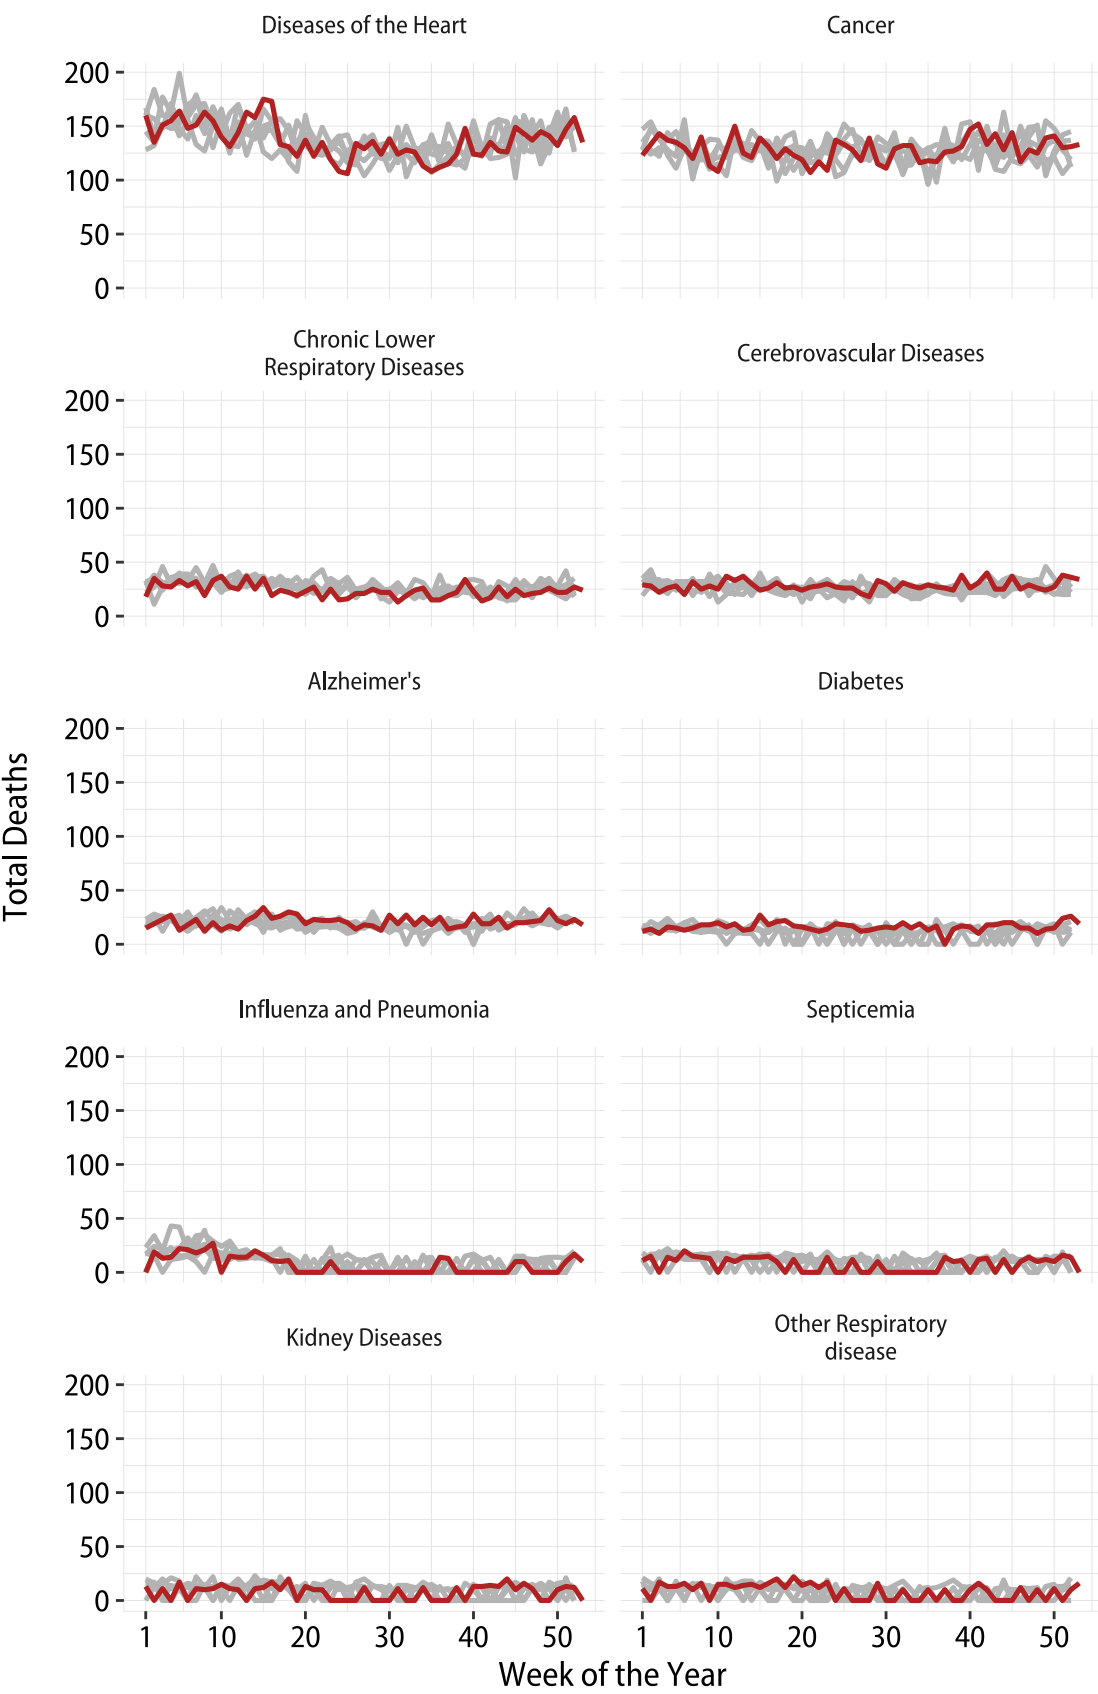 Diseases of the Heart
Cancer
200
150
100
50
0
Chronic Lower
Respiratory Diseases
Cerebrovascular Diseases
200
150
100
50
0
Alzheimer's
Diabetes
200
150
100
50
0
Total Deaths
Influenza and Pneumonia
Septicemia
200
150
100
50
0
Kidney Diseases
Other Respiratory
disease
200
150
100
50
0
1 10 20 30 40 50
1 10 20 30 40 50
Week of the Year